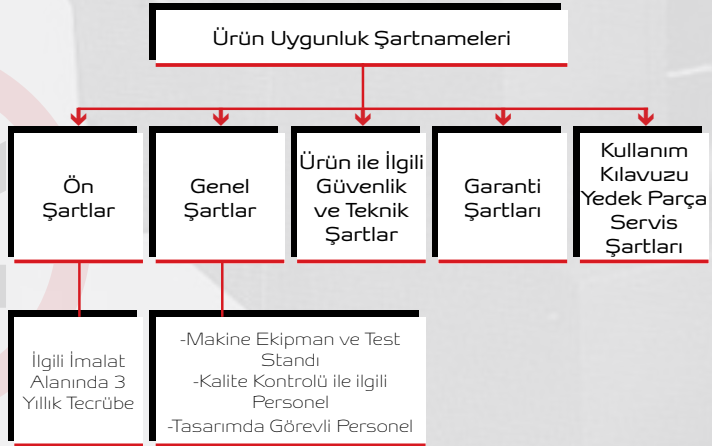 Ürün Uygunluk Şartnameleri
Ön
Şartlar
Genel
Şartlar
Ürün ile İlgili
Güvenlik
ve Teknik
Şartlar
Garanti
Şartları
Kullanım
Kılavuzu
Yedek Parça
Servis
Şartları
İlgili İmalat
Alanında 3
Yıllık Tecrübe
-Makine Ekipman ve Test
Standı
-Kalite Kontrolü ile ilgili
Personel
-Tasarımda Görevli Personel